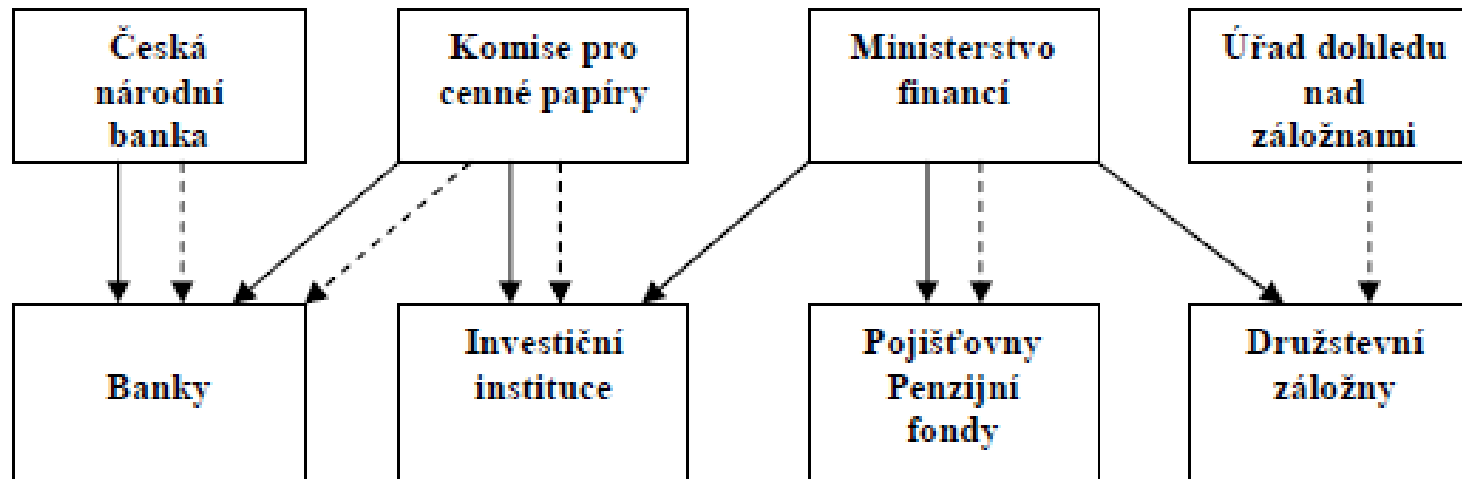 Česká
národní
banka
Komise pro
cenné papíry
Ministerstvo
financí
Úřad dohledu
nad
záložnami
Banky
Investiční
instituce
Pojišťovny
Penzijní
fondy
Družstevní
záložny